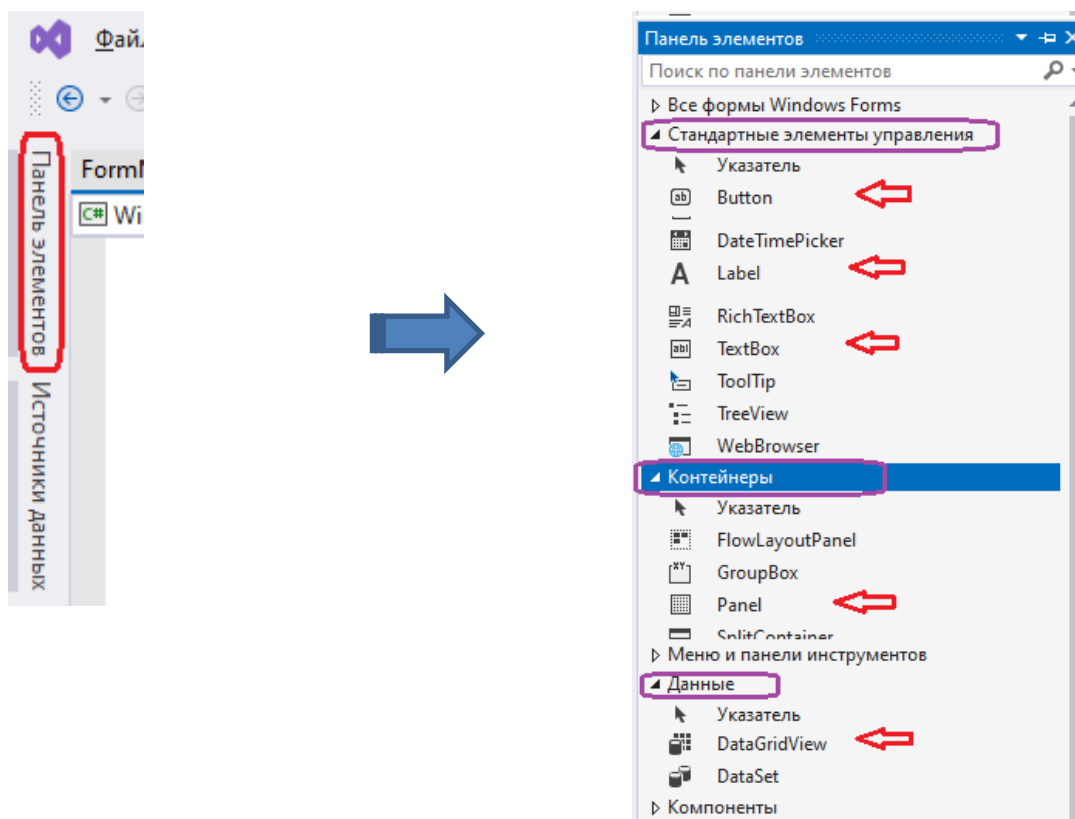 Фай
FormM
C# Wi
Панель элементов
Источники данных
Панель элементов
Поиск по панели элементов
Все формы Windows Forms
Стандартные элементы управления
Указатель
Button
DateTimePicker
Label
RichTextBox
TextBox
ToolTip
TreeView
WebBrowser
Контейнеры
Указатель
FlowLayoutPanel
GroupBox
Panel
SplitContainer
Меню и панели инструментов
Данные
Указатель
DataGridView
DataSet
Компоненты